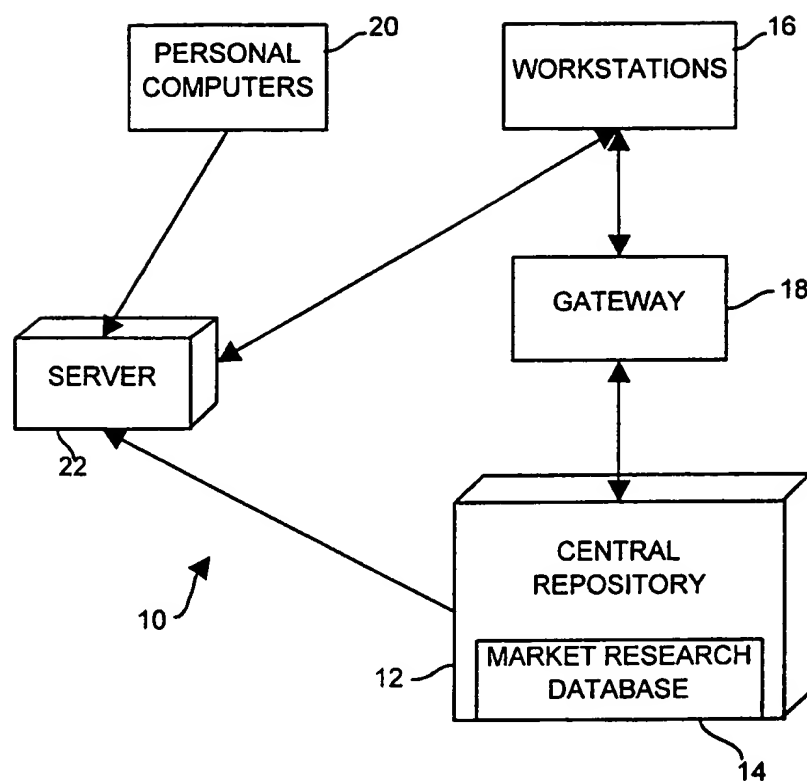 20
PERSONAL
COMPUTERS
16
WORKSTATIONS
18
GATEWAY
SERVER
22
CENTRAL
REPOSITORY
10
12
MARKET RESEARCH
DATABASE
14